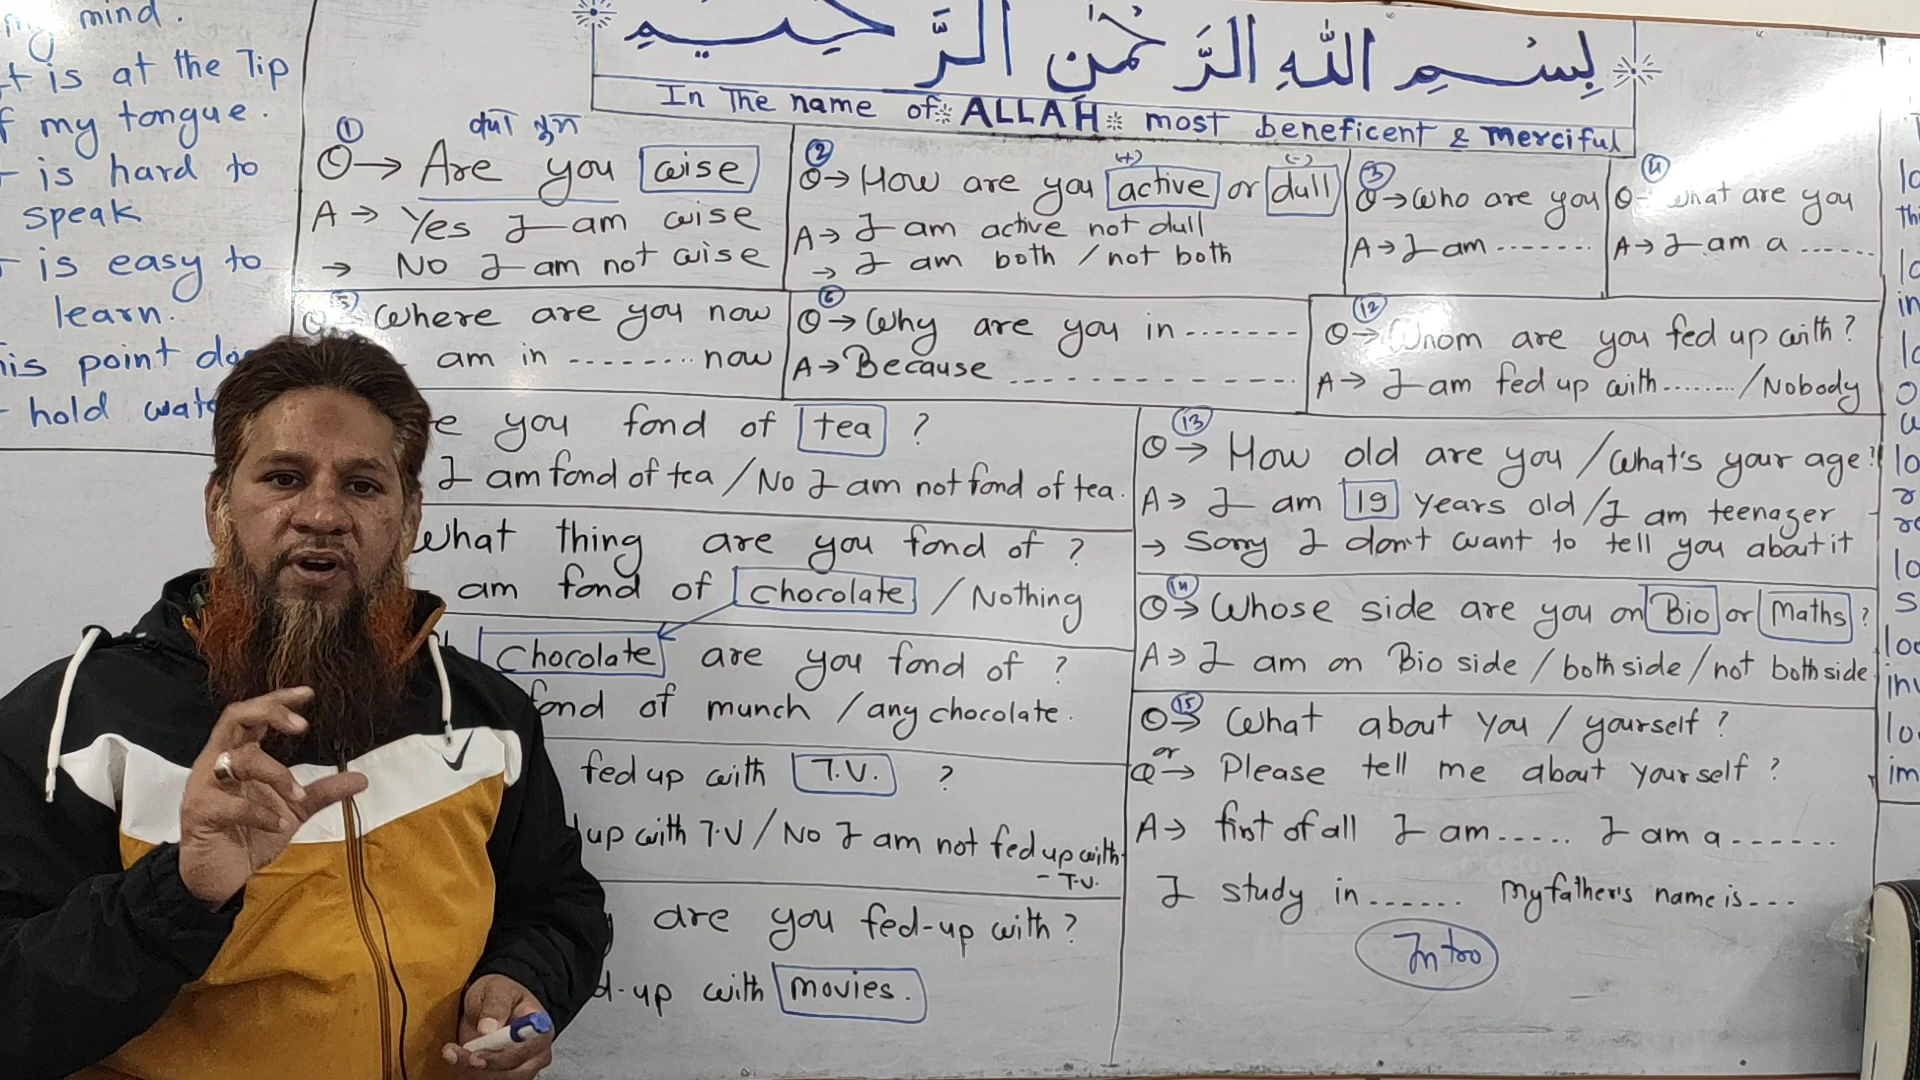 my mind.
it is at the Tip
of my tongue.
is hard to
speak
is easy to
learn.
his point do
hold wate
بِسْمِ اللّٰهِ الرَّحْمٰنِ الرَّحِيْمِ
In The name of ALLAH most beneficent & merciful
①
Q→ Are you wise
A→ Yes I am wise
→ No I am not wise
②
(+) (-)
Q→ How are you active or dull
A→ I am active not dull
→ I am both / not both
③
Q→ who are you
A→ I am -------
④
Q- what are you
A→ I am a ------
⑤
Q→ where are you now
am in -------- now
⑥
Q→ Why are you in -------
A→ Because ------------
⑫
Q→ Whom are you fed up with?
A→ I am fed up with........ /Nobody
e you fond of tea ?
I am fond of tea / No I am not fond of tea.
What thing are you fond of ?
am fond of chocolate / Nothing
Chocolate are you fond of ?
fond of munch / any chocolate.
fed up with T.V. ?
up with T.V / No I am not fed up with
- T.V.
are you fed-up with?
d-up with movies.
⑬
Q→ How old are you / What's your age?
A→ I am 19 years old / I am teenager
→ Sorry I don't want to tell you about it
⑭
Q→ Whose side are you on Bio or Maths ?
A→ I am on Bio side / both side / not both side
⑮
Q→ What about you / yourself ?
or
Q→ Please tell me about yourself ?
A→ first of all I am..... I am a ------
I study in ------ My father's name is ---
Intro